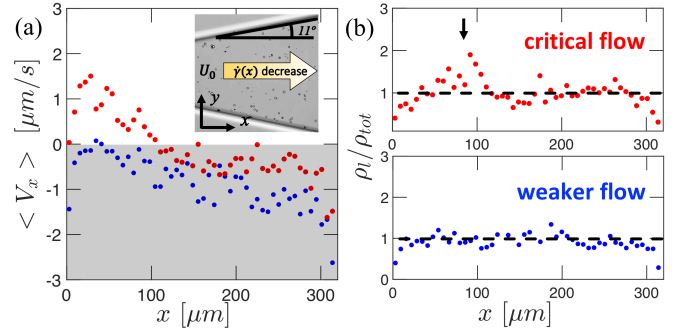 (a)
3
2
1
0
-1
-2
-3
< V_x > [μm/s]
11°
U_0
γ̇(x) decrease
y
x
0
100
200
300
x [μm]
(b)
3
2
1
critical flow
ρ_l/ρ_tot
3
2
1
0
weaker flow
0
100
200
300
x [μm]